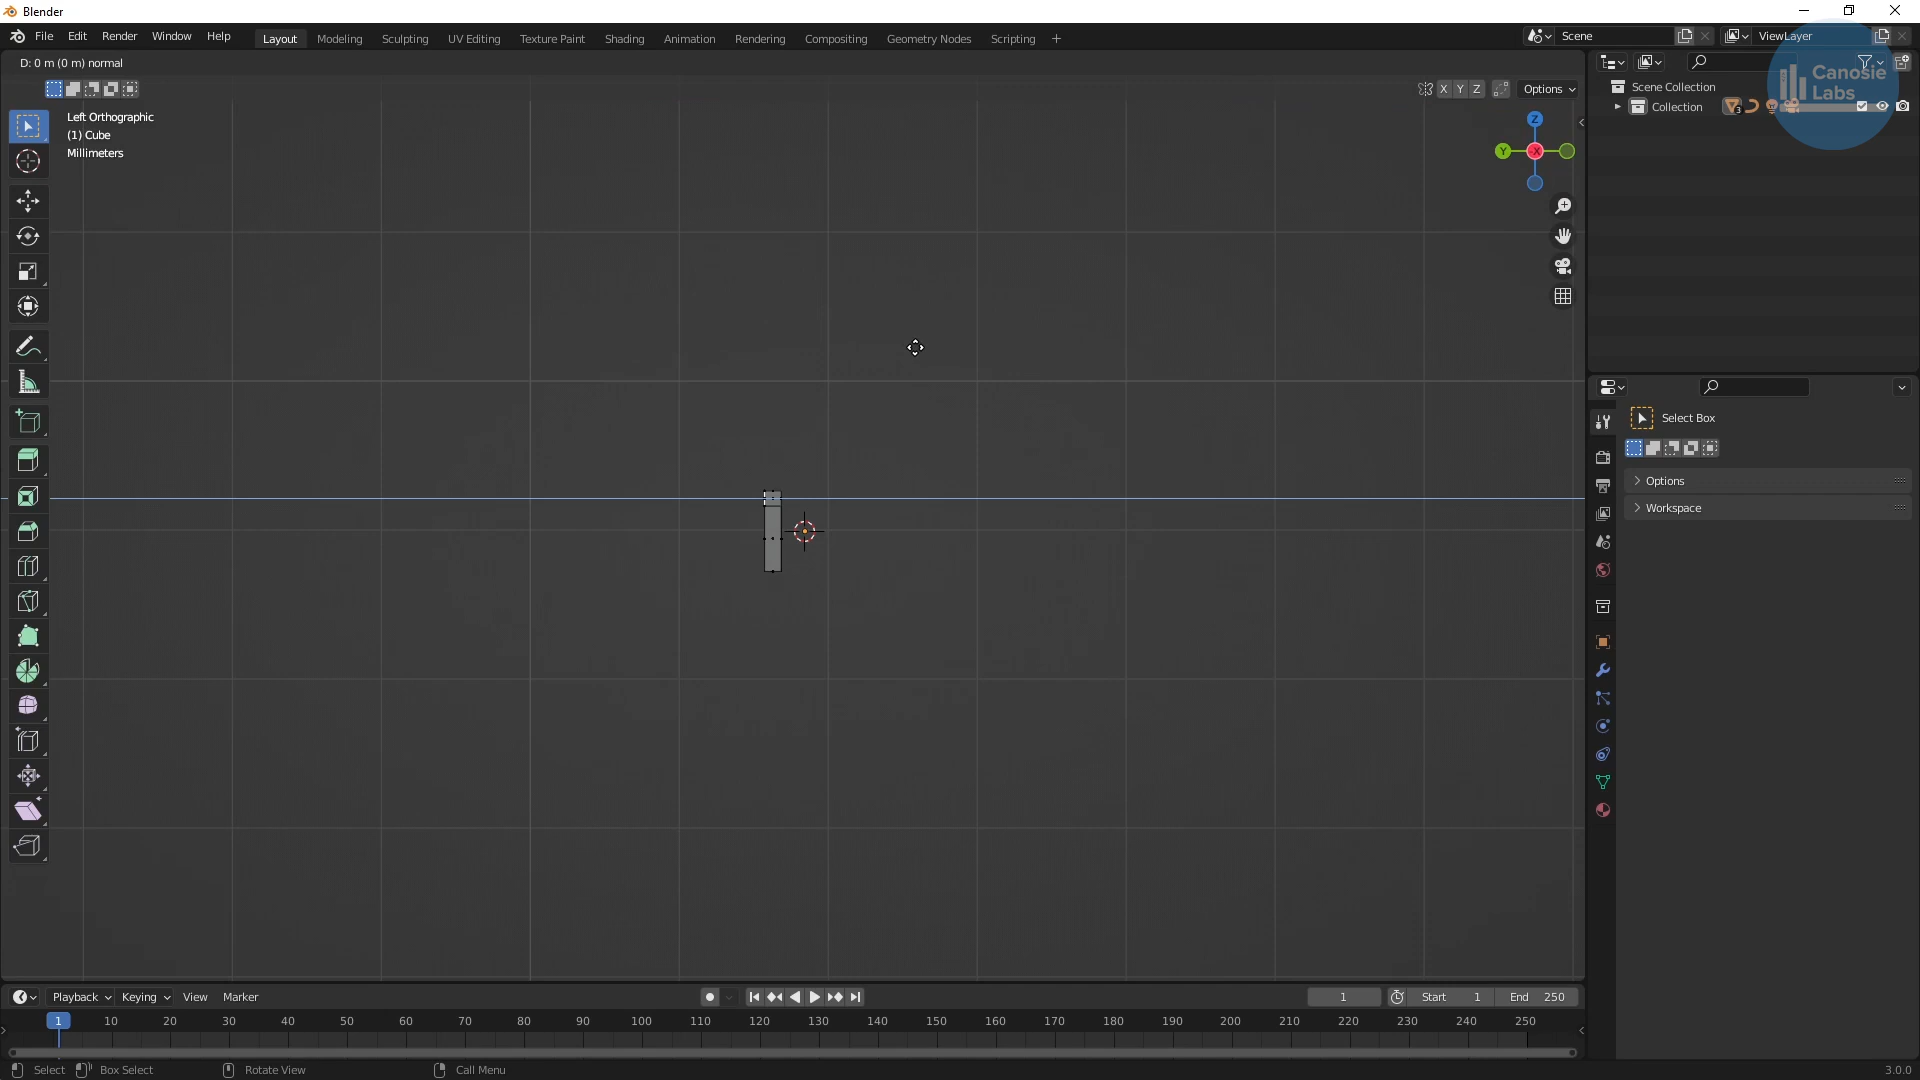 Blender
File Edit Render Window Help
Layout Modeling Sculpting UV Editing Texture Paint Shading Animation Rendering Compositing Geometry Nodes Scripting +
Scene
ViewLayer
D: 0 m (0 m) normal
X Y Z
Options
Left Orthographic
(1) Cube
Millimeters
Z
Y
-X
Scene Collection
Collection
3
Canosie
Labs
Select Box
Options
Workspace
Playback Keying View Marker
1
Start 1
End 250
1 10 20 30 40 50 60 70 80 90 100 110 120 130 140 150 160 170 180 190 200 210 220 230 240 250
Select Box Select Rotate View Call Menu
3.0.0